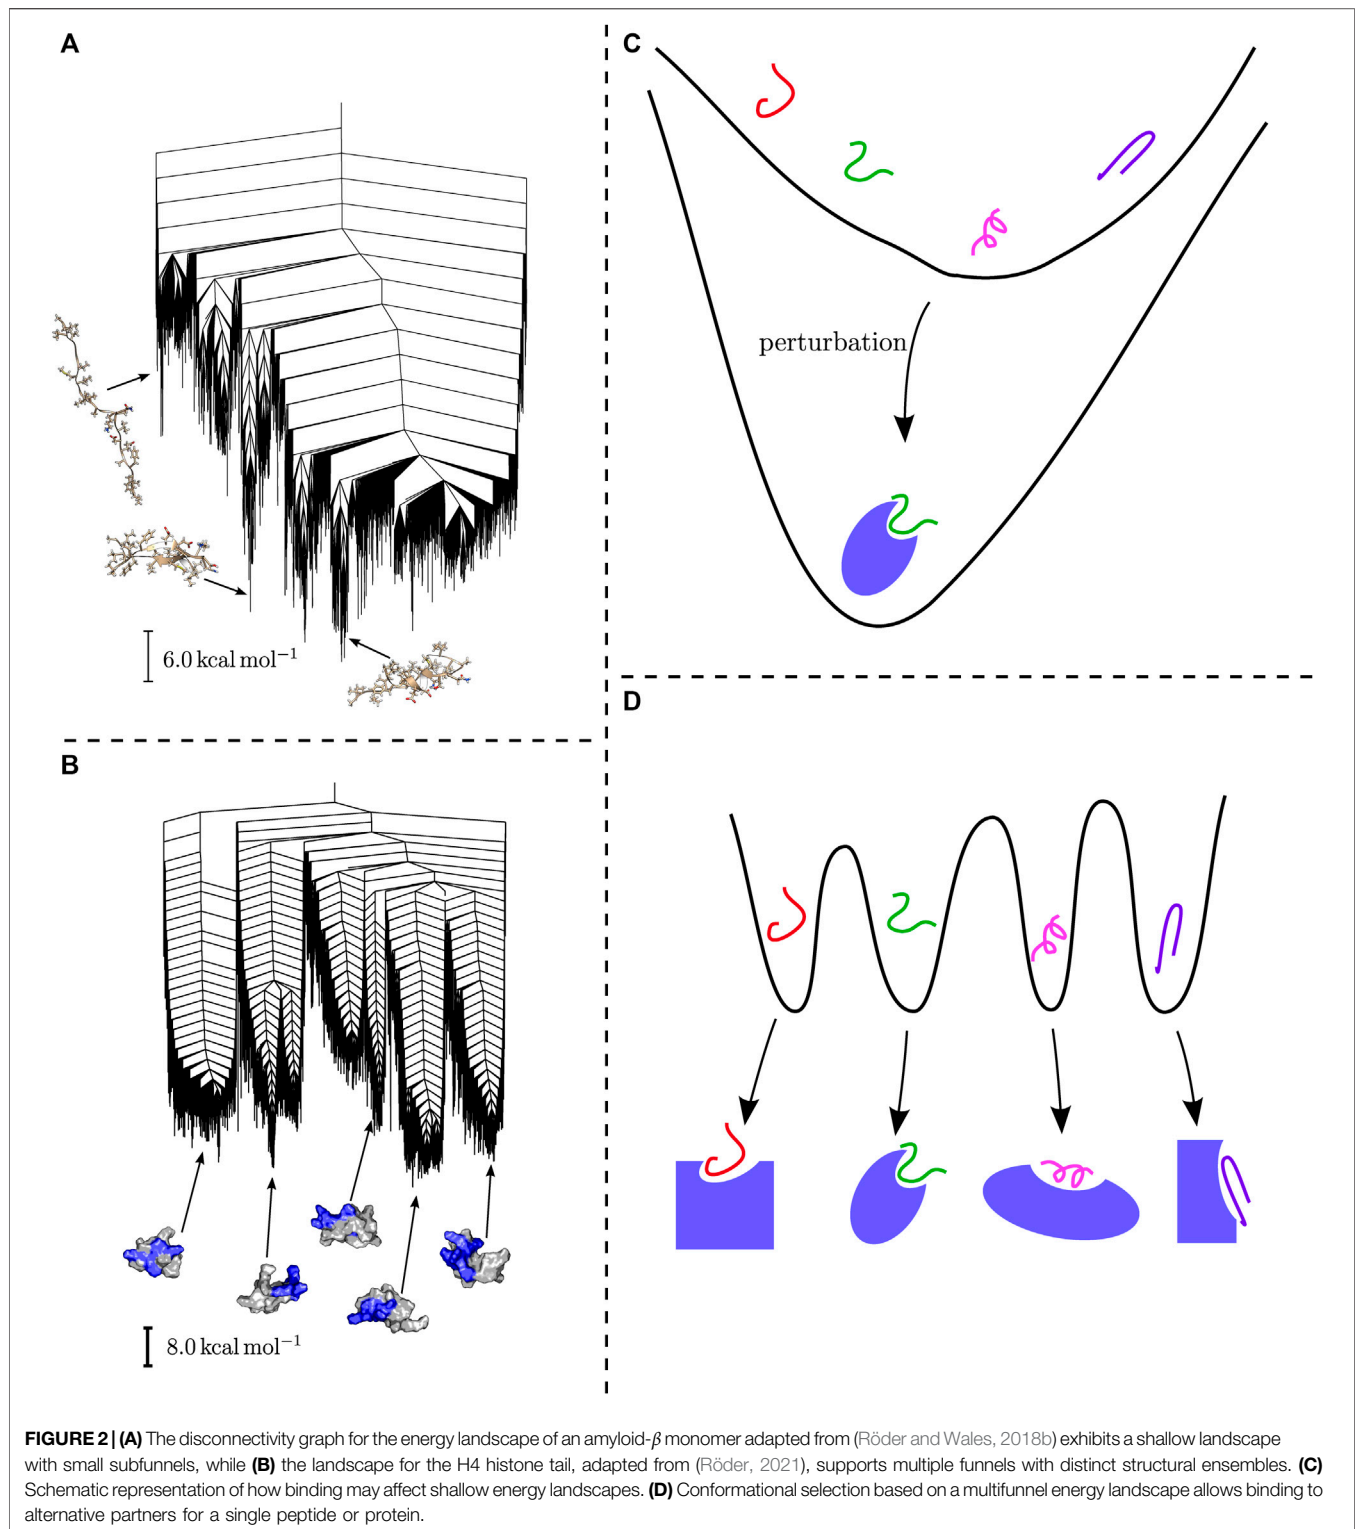 A
6.0 kcal mol−1
B
8.0 kcal mol−1
C
perturbation
D
FIGURE 2 | (A) The disconnectivity graph for the energy landscape of an amyloid-β monomer adapted from (Röder and Wales, 2018b) exhibits a shallow landscape
with small subfunnels, while (B) the landscape for the H4 histone tail, adapted from (Röder, 2021), supports multiple funnels with distinct structural ensembles. (C)
Schematic representation of how binding may affect shallow energy landscapes. (D) Conformational selection based on a multifunnel energy landscape allows binding to
alternative partners for a single peptide or protein.